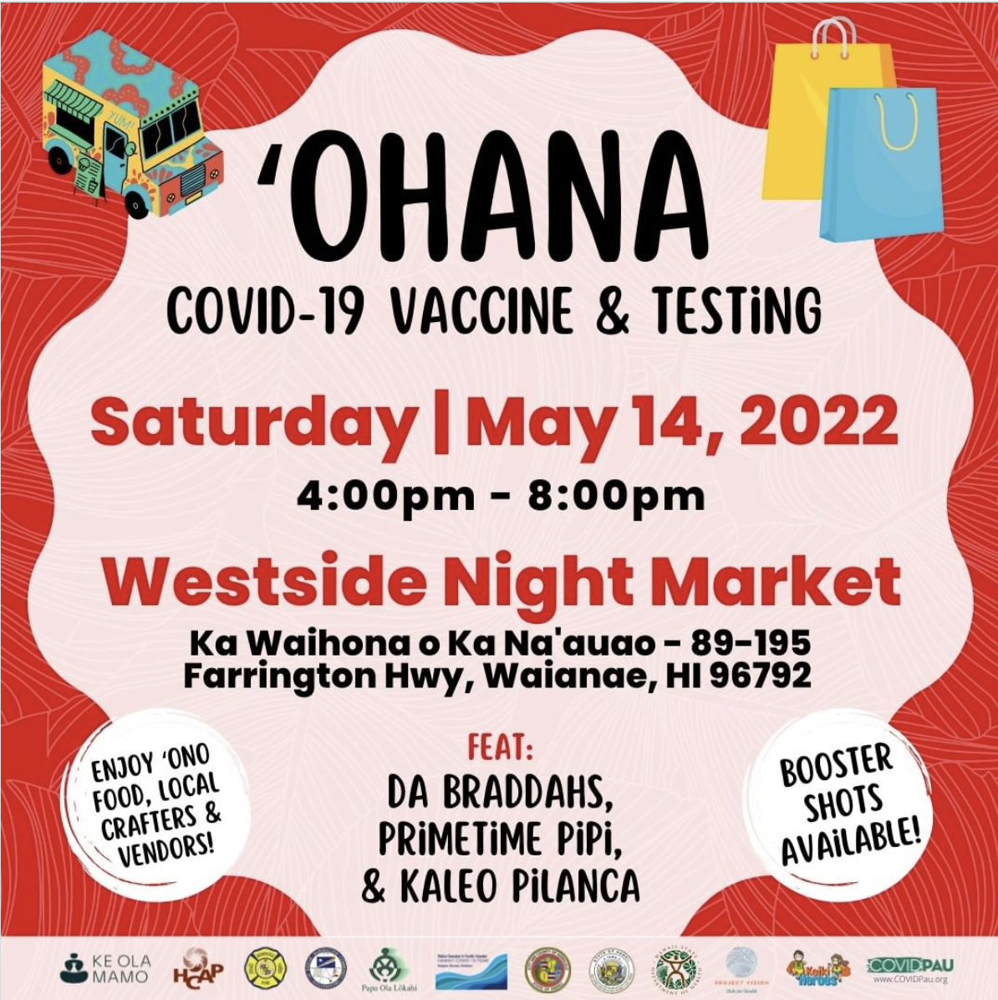 YUM!
‘OHANA
COVID-19 VACCINE & TESTiNG
Saturday | May 14, 2022
4:00pm - 8:00pm
Westside Night Market
Ka Waihona o Ka Na'auao - 89-195
Farrington Hwy, Waianae, HI 96792
ENJOY ‘ONO
FOOD, LOCAL
CRAFTERS &
VENDORS!
FEAT:
DA BRADDAHS,
PRiMETiME PiPi,
& KALEO PiLANCA
BOOSTER
SHOTS
AVAiLABLE!
KE OLA
MAMO
HCAP
Papa Ola Lōkahi
PROJECT VISION
Keiki
Heroes
COVIDPAU
www.COVIDPau.org